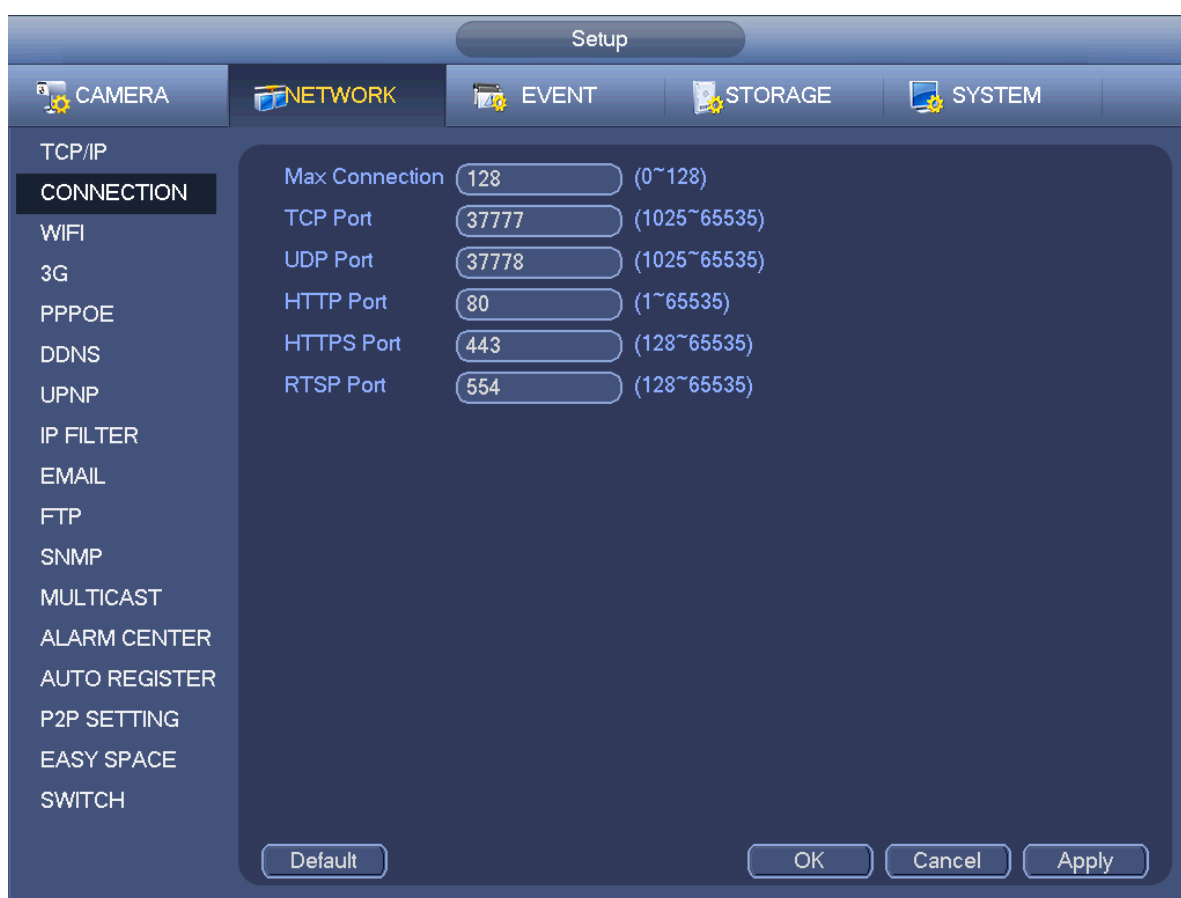 Setup
CAMERA NETWORK EVENT STORAGE SYSTEM
TCP/IP
CONNECTION
WIFI
3G
PPPOE
DDNS
UPNP
IP FILTER
EMAIL
FTP
SNMP
MULTICAST
ALARM CENTER
AUTO REGISTER
P2P SETTING
EASY SPACE
SWITCH
Max Connection 128 (0~128)
TCP Port 37777 (1025~65535)
UDP Port 37778 (1025~65535)
HTTP Port 80 (1~65535)
HTTPS Port 443 (128~65535)
RTSP Port 554 (128~65535)
Default OK Cancel Apply